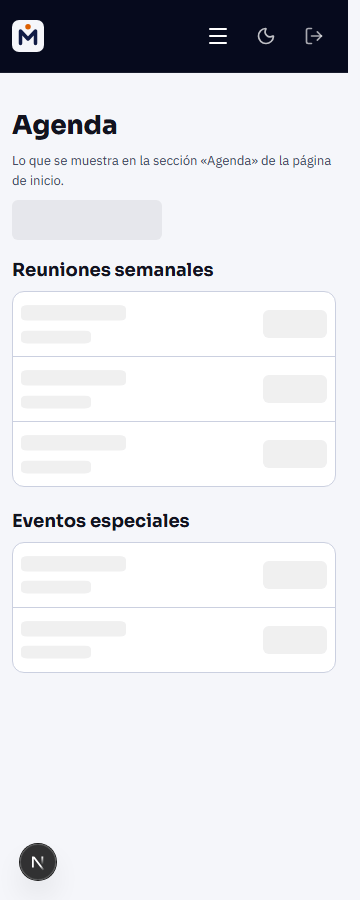 M
Agenda
Lo que se muestra en la sección «Agenda» de la página
de inicio.
Reuniones semanales
Eventos especiales
N